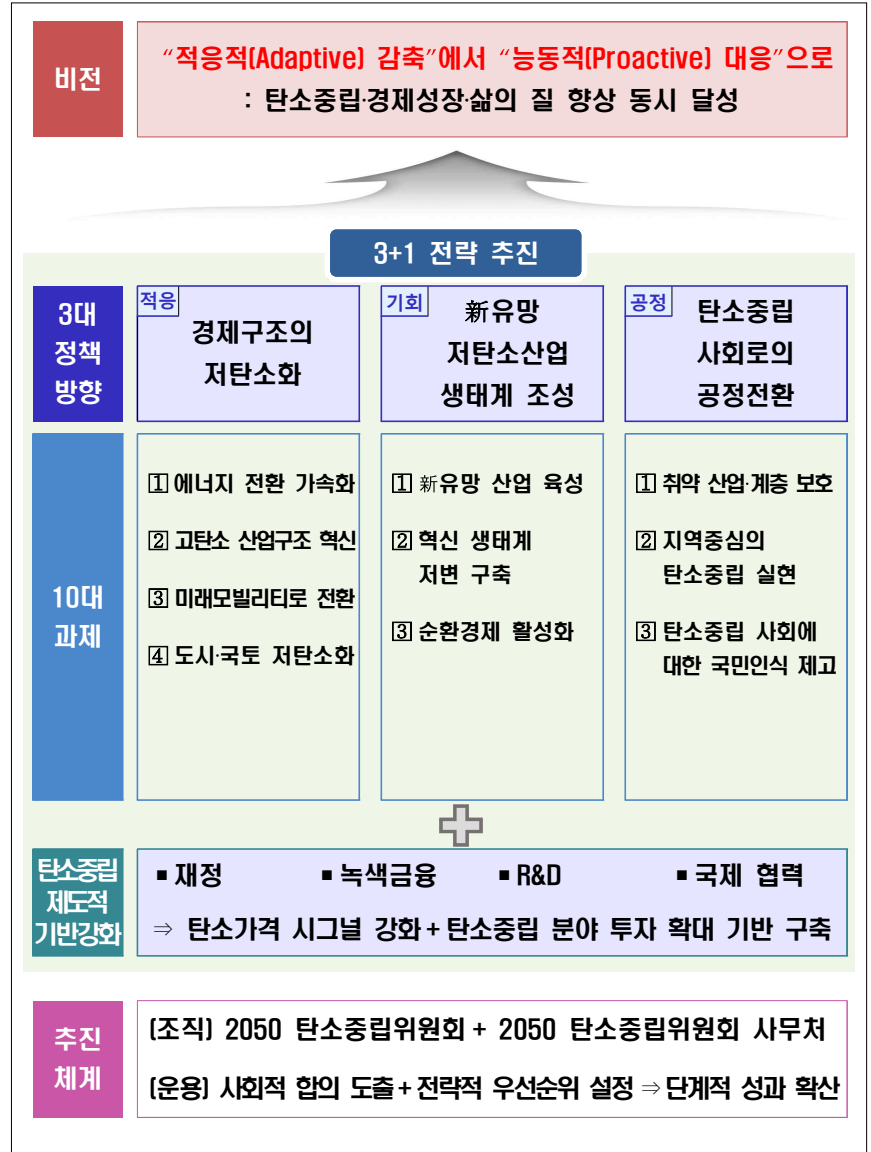 비전
“적응적(Adaptive) 감축”에서 “능동적(Proactive) 대응”으로
: 탄소중립·경제성장·삶의 질 향상 동시 달성
3+1 전략 추진
3대
정책
방향
적응
경제구조의
저탄소화
기회
新유망
저탄소산업
생태계 조성
공정
탄소중립
사회로의
공정전환
10대
과제
1 에너지 전환 가속화
2 고탄소 산업구조 혁신
3 미래모빌리티로 전환
4 도시·국토 저탄소화
1 新유망 산업 육성
2 혁신 생태계
저변 구축
3 순환경제 활성화
1 취약 산업·계층 보호
2 지역중심의
탄소중립 실현
3 탄소중립 사회에
대한 국민인식 제고
탄소중립
제도적
기반강화
▪재정 ▪녹색금융 ▪R&D ▪국제 협력
⇒ 탄소가격 시그널 강화+탄소중립 분야 투자 확대 기반 구축
추진
체계
(조직) 2050 탄소중립위원회+ 2050 탄소중립위원회 사무처
(운용) 사회적 합의 도출+전략적 우선순위 설정 ⇒단계적 성과 확산